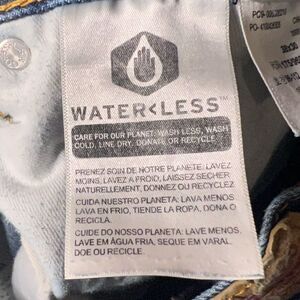 WATER<LESS™
CARE FOR OUR PLANET: WASH LESS, WASH
COLD, LINE DRY, DONATE OR RECYCLE
PRENEZ SOIN DE NOTRE PLANETE: LAVEZ
MOINS, LAVEZ A FROID, LAISSEZ SECHER
NATURELLEMENT, DONNEZ OU RECYCLEZ
CUIDA NUESTRO PLANETA: LAVA MENOS
LAVA EN FRIO, TIENDE LA ROPA, DONA O
RECICLA.
CUIDE DO NOSSO PLANETA: LAVE MENOS,
LAVE EM ÁGUA FRIA, SEQUE EM VARAL,
DOE OU RECICLE.